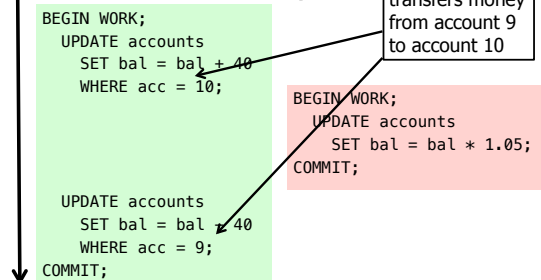 transfers money
from account 9
to account 10
BEGIN WORK;
UPDATE accounts
SET bal = bal + 40
WHERE acc = 10;
BEGIN WORK;
UPDATE accounts
SET bal = bal * 1.05;
COMMIT;
UPDATE accounts
SET bal = bal - 40
WHERE acc = 9;
COMMIT;